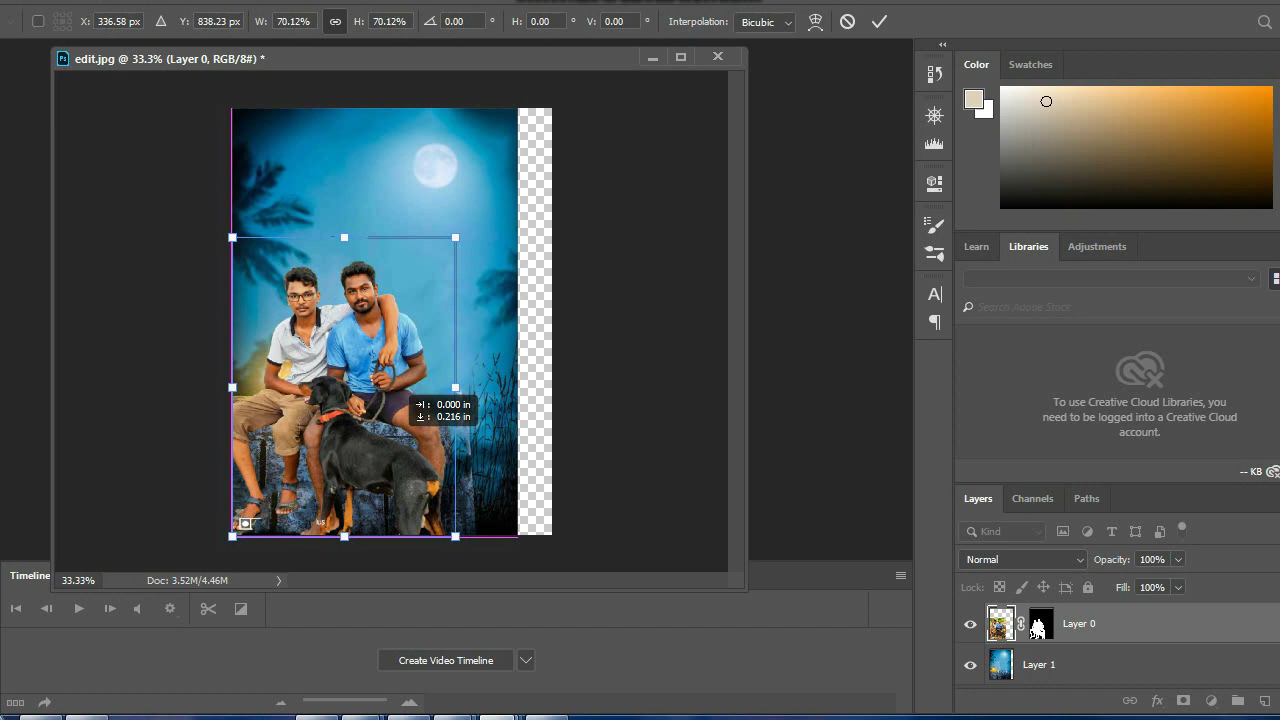 X: 336.58 px Y: 838.23 px W: 70.12% H: 70.12% 0.00 ° H: 0.00 ° V: 0.00 ° Interpolation: Bicubic
edit.jpg @ 33.3% (Layer 0, RGB/8#) *
Color Swatches
Learn Libraries Adjustments
Search Adobe Stock
To use Creative Cloud Libraries, you
need to be logged into a Creative Cloud
account.
-- KB
→|: 0.000 in
0.216 in
33.33% Doc: 3.52M/4.46M
Timeline
Create Video Timeline
Layers Channels Paths
Kind
Normal Opacity: 100%
Lock: Fill: 100%
Layer 0
Layer 1